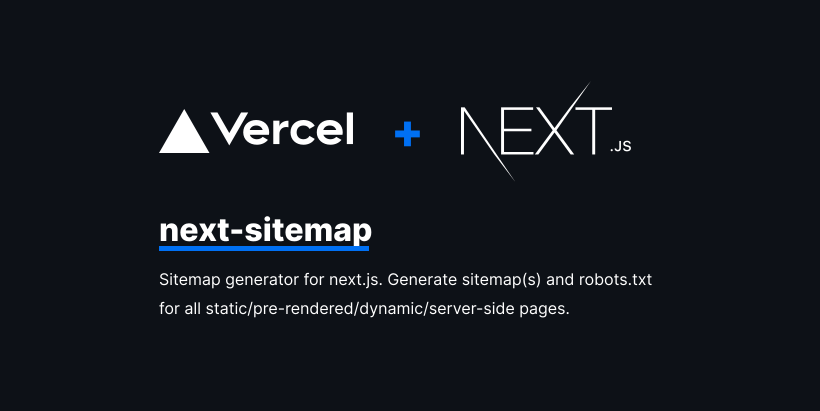 Vercel + NEXT.JS
next-sitemap
Sitemap generator for next.js. Generate sitemap(s) and robots.txt
for all static/pre-rendered/dynamic/server-side pages.